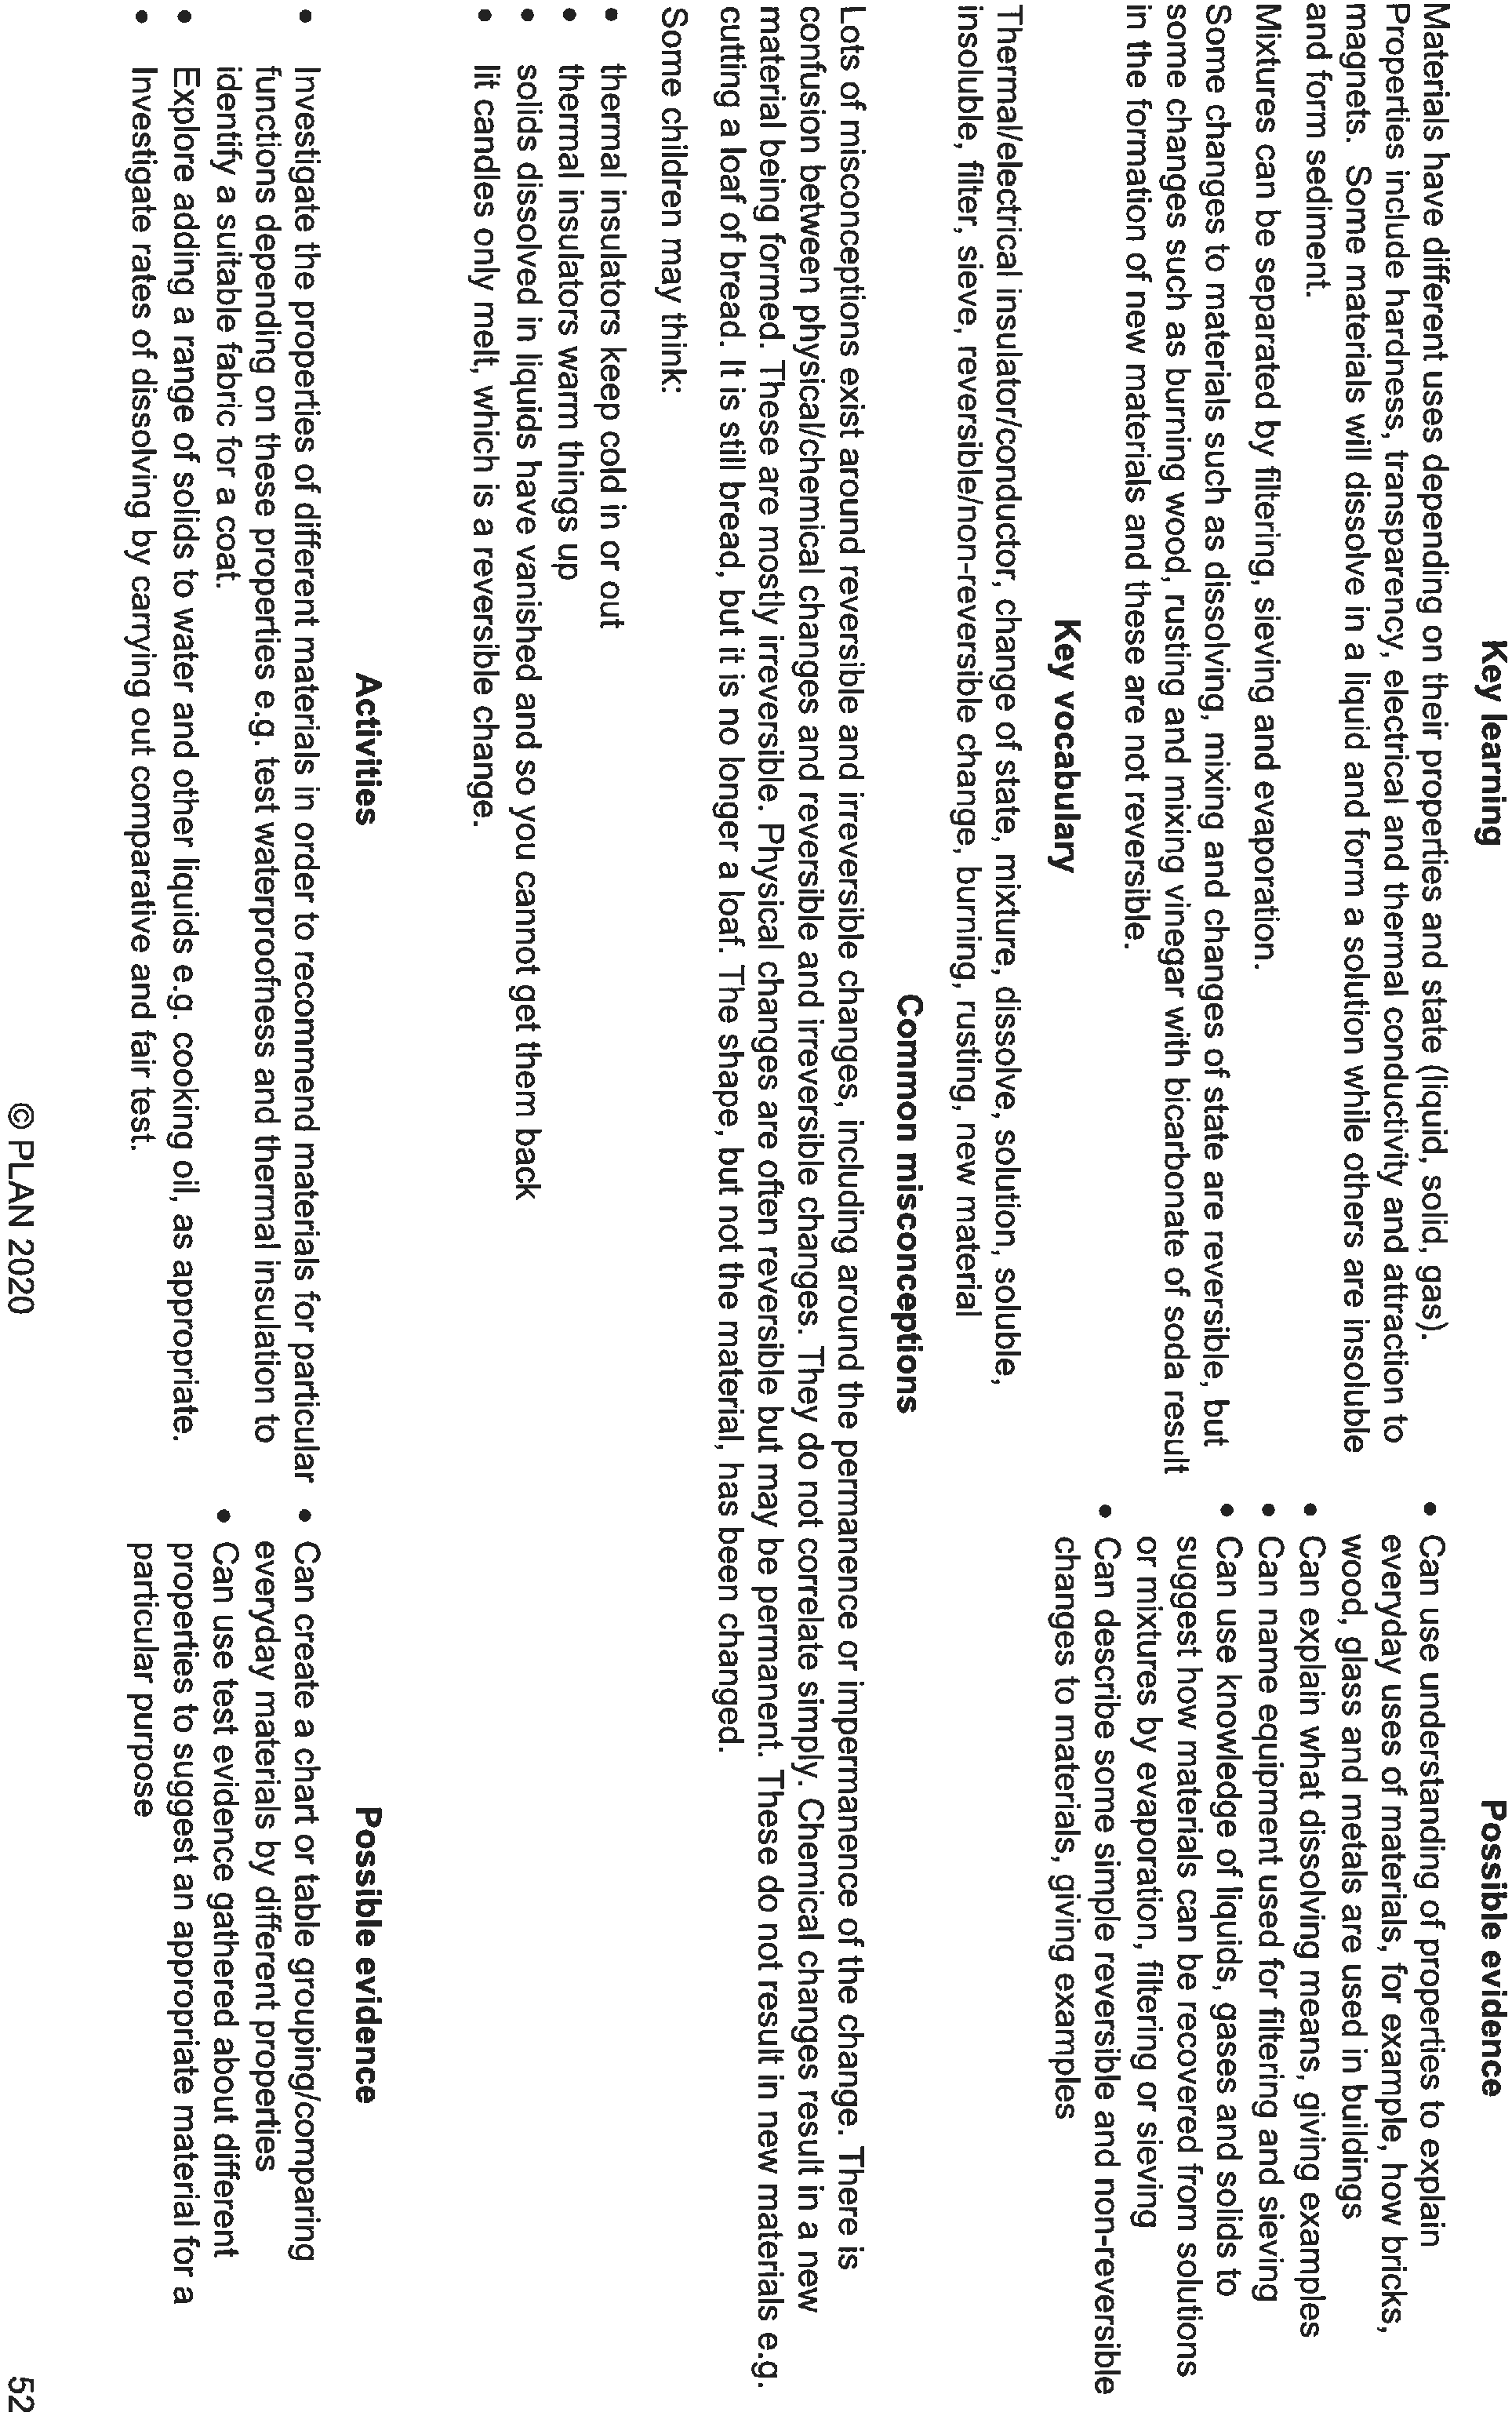 Key learning
Materials have different uses depending on their properties and state (liquid, solid, gas).
Properties include hardness, transparency, electrical and thermal conductivity and attraction to
magnets. Some materials will dissolve in a liquid and form a solution while others are insoluble
and form sediment.
Mixtures can be separated by filtering, sieving and evaporation.
Some changes to materials such as dissolving, mixing and changes of state are reversible, but
some changes such as burning wood, rusting and mixing vinegar with bicarbonate of soda result
in the formation of new materials and these are not reversible.
Key vocabulary
Thermal/electrical insulator/conductor, change of state, mixture, dissolve, solution, soluble,
insoluble, filter, sieve, reversible/non-reversible change, burning, rusting, new material
Possible evidence
• Can use understanding of properties to explain
everyday uses of materials, for example, how bricks,
wood, glass and metals are used in buildings
• Can explain what dissolving means, giving examples
• Can name equipment used for filtering and sieving
• Can use knowledge of liquids, gases and solids to
suggest how materials can be recovered from solutions
or mixtures by evaporation, filtering or sieving
• Can describe some simple reversible and non-reversible
changes to materials, giving examples
Common misconceptions
Lots of misconceptions exist around reversible and irreversible changes, including around the permanence or impermanence of the change. There is
confusion between physical/chemical changes and reversible and irreversible changes. They do not correlate simply. Chemical changes result in a new
material being formed. These are mostly irreversible. Physical changes are often reversible but may be permanent. These do not result in new materials e.g.
cutting a loaf of bread. It is still bread, but it is no longer a loaf. The shape, but not the material, has been changed.
Some children may think:
• thermal insulators keep cold in or out
• thermal insulators warm things up
• solids dissolved in liquids have vanished and so you cannot get them back
• lit candles only melt, which is a reversible change.
Activities
• Investigate the properties of different materials in order to recommend materials for particular
functions depending on these properties e.g. test waterproofness and thermal insulation to
identify a suitable fabric for a coat.
• Explore adding a range of solids to water and other liquids e.g. cooking oil, as appropriate.
• Investigate rates of dissolving by carrying out comparative and fair test.
Possible evidence
• Can create a chart or table grouping/comparing
everyday materials by different properties
• Can use test evidence gathered about different
properties to suggest an appropriate material for a
particular purpose
© PLAN 2020
52